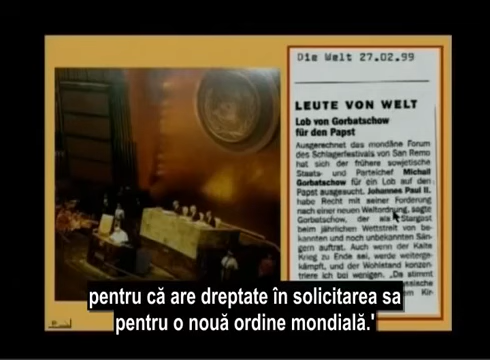 Die Welt 27.02.99
LEUTE VON WELT
Lob von Gorbatschow
für den Papst
Ausgerechnet das mondäne Forum
des Schlagerfestivals von San Remo
hat sich der frühere sowjetische
Staats- und Parteichef Michail
Gorbatschow für ein Lob auf den
Papst ausgesucht. Johannes Paul II.
habe Recht mit seiner Forderung
nach einer neuen Weltordnung, sagte
Gorbatschow, der als Stargast
beim jährlichen Wettstreit von be-
kannten und noch unbekannten Sän-
gern auftrat. Auch wenn der Kalte
Krieg zu Ende sei, werde weiterge-
kämpft, und der Wohlstand konzen-
triere ich bei wenigen. „Da stimmt
pentru că are dreptate în solicitarea sa
pentru o nouă ordine mondială.'